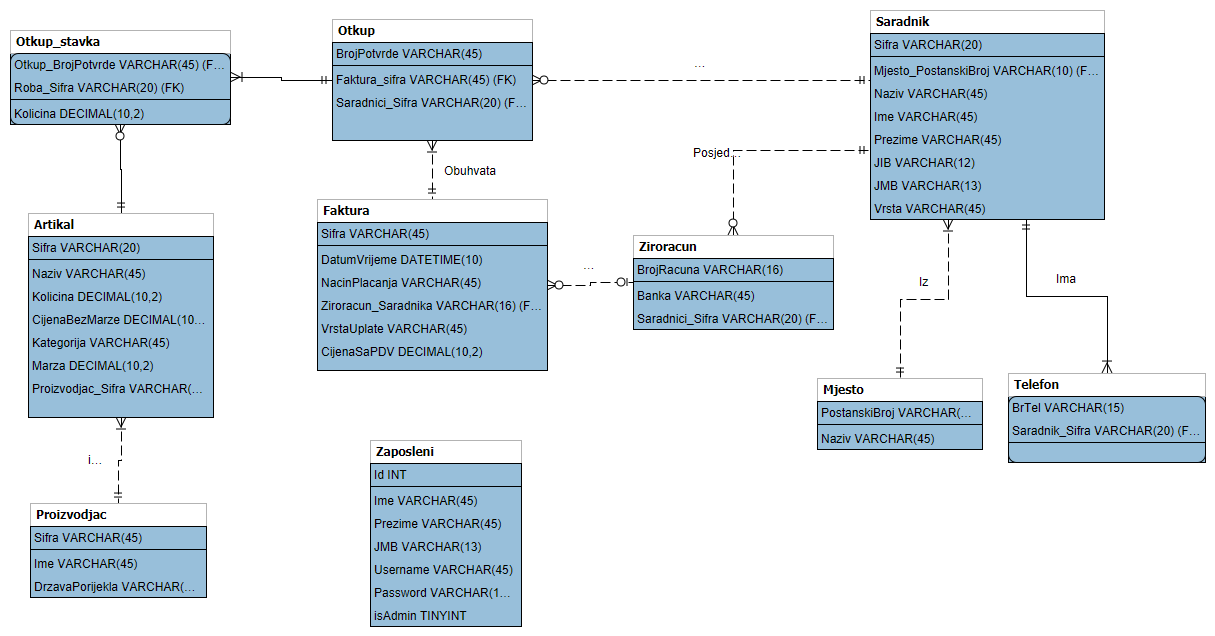 Otkup_stavka
Otkup_BrojPotvrde VARCHAR(45) (F...
Roba_Sifra VARCHAR(20) (FK)
Kolicina DECIMAL(10,2)
Otkup
BrojPotvrde VARCHAR(45)
Faktura_sifra VARCHAR(45) (FK)
Saradnici_Sifra VARCHAR(20) (F...
...
Saradnik
Sifra VARCHAR(20)
Mjesto_PostanskiBroj VARCHAR(10) (F...
Naziv VARCHAR(45)
Ime VARCHAR(45)
Prezime VARCHAR(45)
JIB VARCHAR(12)
JMB VARCHAR(13)
Vrsta VARCHAR(45)
Obuhvata
Posjed...
Artikal
Sifra VARCHAR(20)
Naziv VARCHAR(45)
Kolicina DECIMAL(10,2)
CijenaBezMarze DECIMAL(10...
Kategorija VARCHAR(45)
Marza DECIMAL(10,2)
Proizvodjac_Sifra VARCHAR(...
Faktura
Sifra VARCHAR(45)
DatumVrijeme DATETIME(10)
NacinPlacanja VARCHAR(45)
Ziroracun_Saradnika VARCHAR(16) (F...
VrstaUplate VARCHAR(45)
CijenaSaPDV DECIMAL(10,2)
...
Ziroracun
BrojRacuna VARCHAR(16)
Banka VARCHAR(45)
Saradnici_Sifra VARCHAR(20) (F...
Iz
Ima
Mjesto
PostanskiBroj VARCHAR(...
Naziv VARCHAR(45)
Telefon
BrTel VARCHAR(15)
Saradnik_Sifra VARCHAR(20) (F...
i...
Proizvodjac
Sifra VARCHAR(45)
Ime VARCHAR(45)
DrzavaPorijekla VARCHAR(...
Zaposleni
Id INT
Ime VARCHAR(45)
Prezime VARCHAR(45)
JMB VARCHAR(13)
Username VARCHAR(45)
Password VARCHAR(1...
isAdmin TINYINT